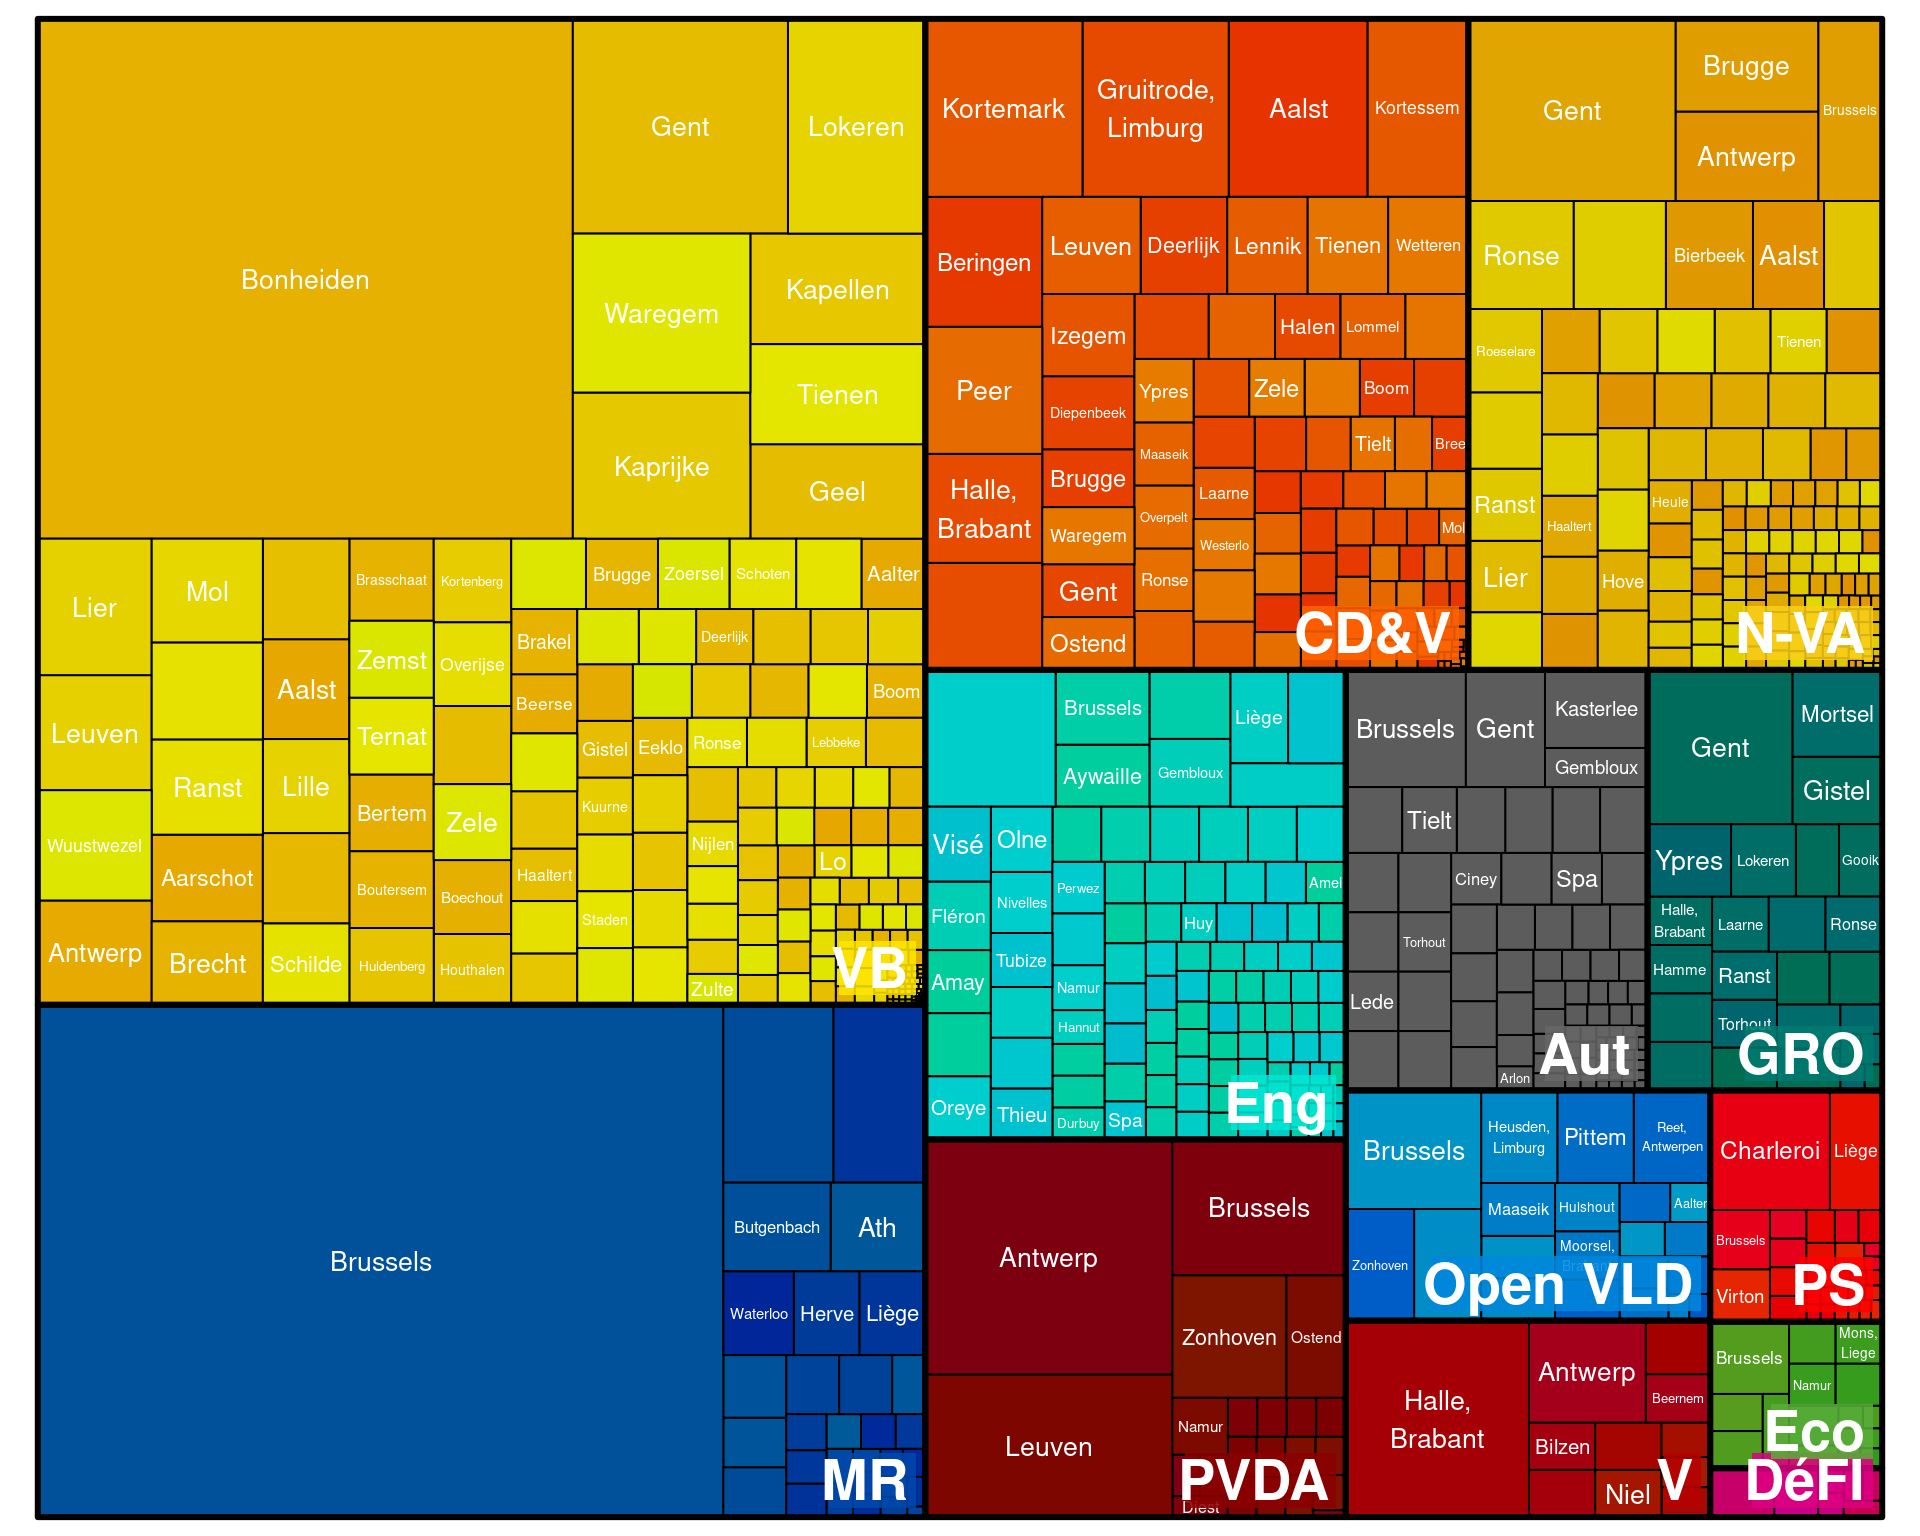 Bonheiden
Gent
Lokeren
Waregem
Kapellen
Tienen
Kaprijke
Geel
Lier
Leuven
Wuustwezel
Antwerp
Mol
Ranst
Aarschot
Brecht
Aalst
Lille
Schilde
Brasschaat
Zemst
Ternat
Bertem
Boutersem
Huldenberg
Kortenberg
Overijse
Zele
Boechout
Houthalen
Brugge
Zoersel
Schoten
Aalter
Brakel
Beerse
Haaltert
Deerlijk
Boom
Gistel
Eeklo
Ronse
Lebbeke
Kuurne
Nijlen
Lo
Staden
Zulte
VB
Kortemark
Gruitrode,
Limburg
Aalst
Kortessem
Beringen
Peer
Halle,
Brabant
Leuven
Deerlijk
Lennik
Tienen
Wetteren
Izegem
Diepenbeek
Brugge
Waregem
Gent
Ostend
Halen
Lommel
Ypres
Zele
Boom
Maaseik
Tielt
Bree
Overpelt
Laarne
Westerlo
Mol
Ronse
CD&V
Gent
Brugge
Antwerp
Brussels
Ronse
Bierbeek
Aalst
Roeselare
Tienen
Ranst
Lier
Haaltert
Hove
Heule
N-VA
Brussels
Liège
Aywaille
Gembloux
Visé
Olne
Fléron
Nivelles
Perwez
Amel
Huy
Amay
Tubize
Namur
Hannut
Oreye
Thieu
Durbuy
Spa
Eng
Brussels
Gent
Kasterlee
Gembloux
Tielt
Ciney
Spa
Torhout
Lede
Arlon
Aut
Gent
Mortsel
Gistel
Ypres
Lokeren
Gooik
Halle,
Brabant
Laarne
Ronse
Hamme
Ranst
Torhout
GRO
Brussels
Butgenbach
Ath
Waterloo
Herve
Liège
MR
Antwerp
Brussels
Zonhoven
Ostend
Leuven
Namur
Diest
PVDA
Brussels
Heusden,
Limburg
Pittem
Reet,
Antwerpen
Maaseik
Hulshout
Aalter
Zonhoven
Moorsel,
Open VLD
Charleroi
Liège
Brussels
Virton
PS
Halle,
Brabant
Antwerp
Beernem
Bilzen
Niel
V
Brussels
Mons,
Liege
Namur
Eco
DéFI